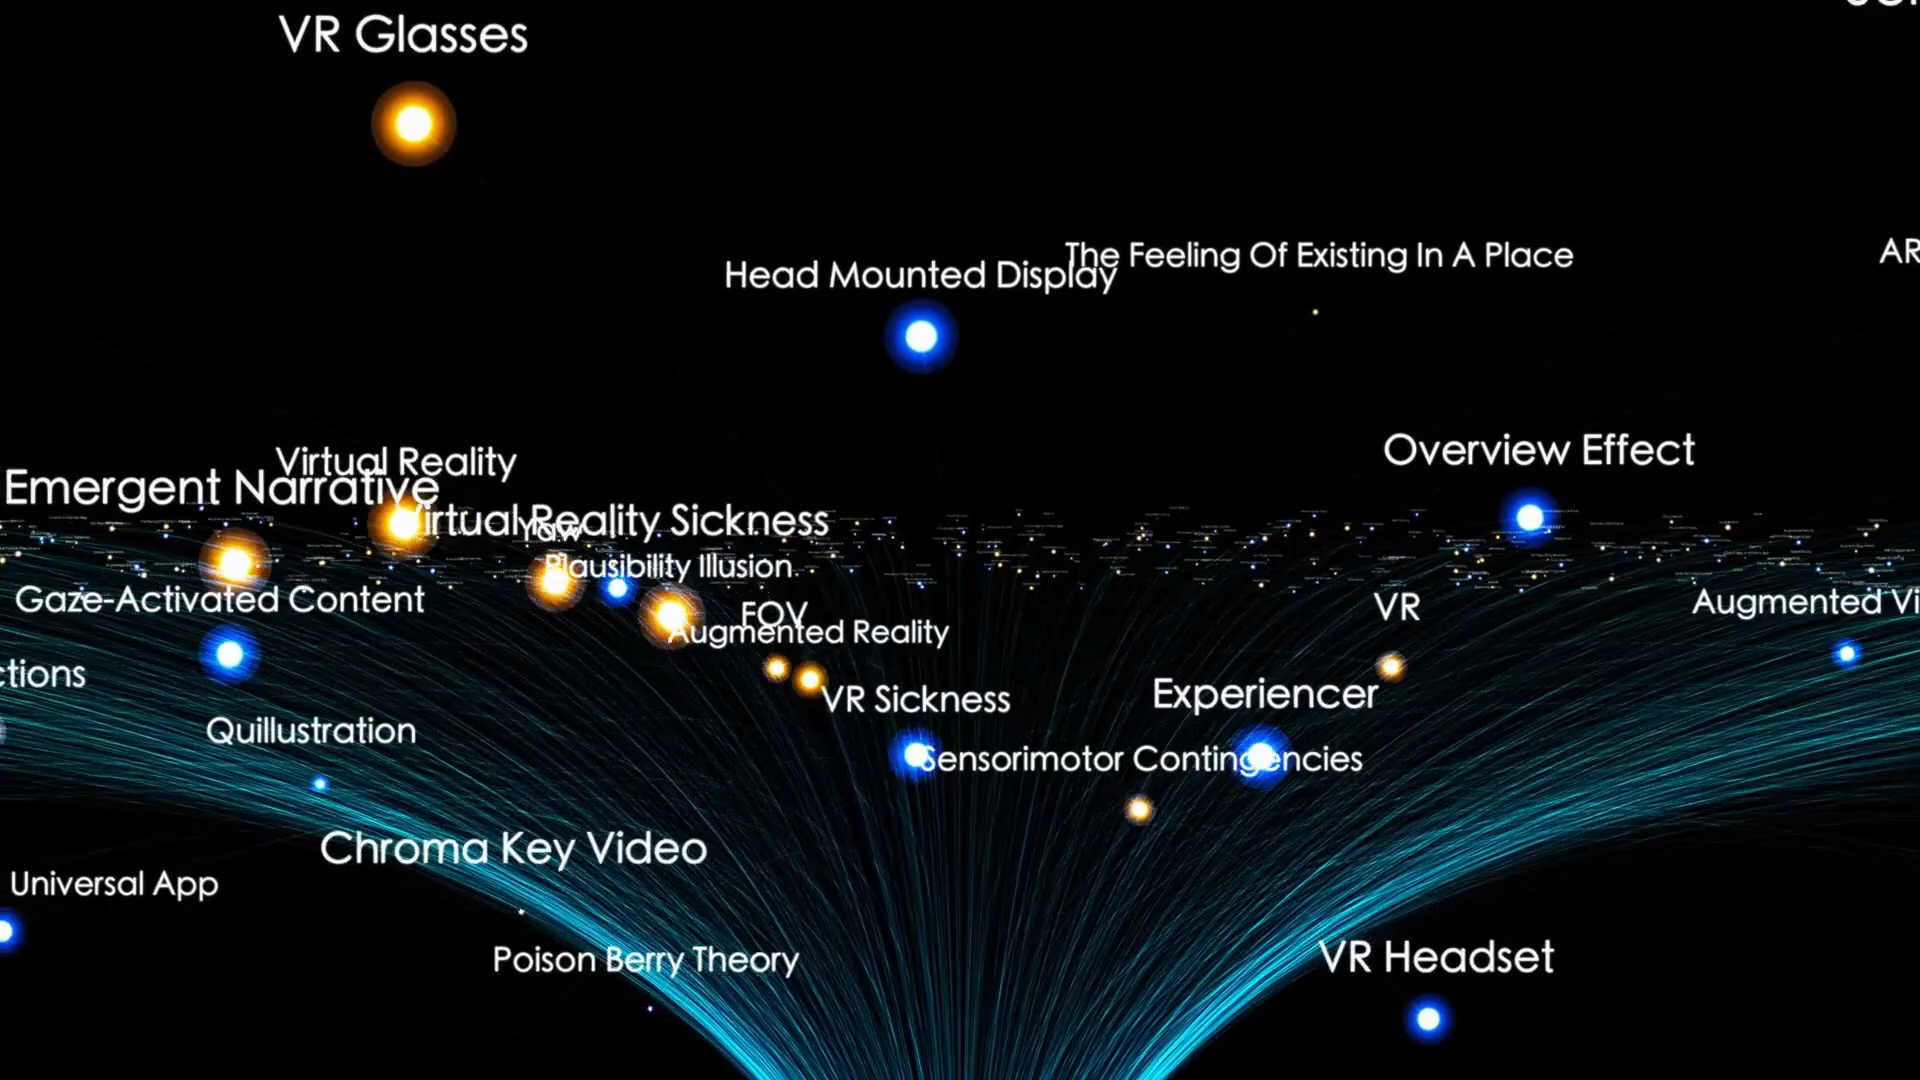 VR Glasses
The Feeling Of Existing In A Place
Head Mounted Display
AR
Overview Effect
Virtual Reality
Emergent Narrative
Virtual Reality Sickness
Yaw
Plausibility Illusion
Gaze-Activated Content
Augmented Vi
VR
FOV
Augmented Reality
ctions
Experiencer
VR Sickness
Quillustration
Sensorimotor Contingencies
Chroma Key Video
Universal App
VR Headset
Poison Berry Theory